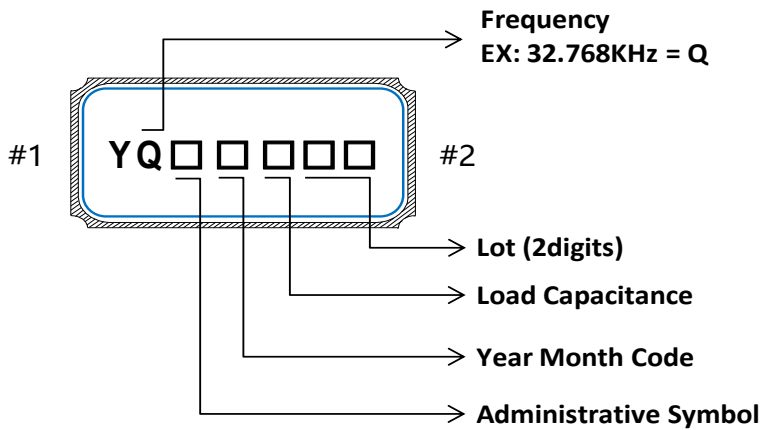 Frequency
EX: 32.768KHz = Q
#1 YQ□ □ □□□ #2
Lot (2digits)
Load Capacitance
Year Month Code
Administrative Symbol